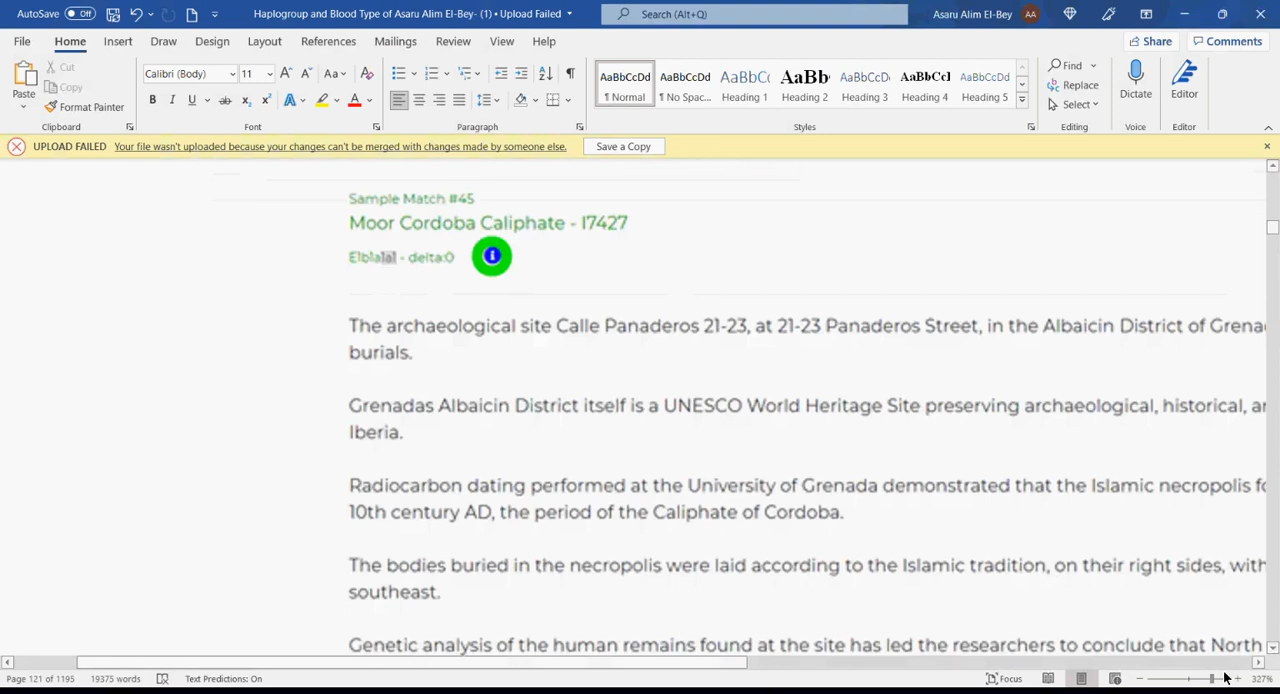 AutoSave Off Haplogroup and Blood Type of Asaru Alim El-Bey- (1) • Upload Failed Search (Alt+Q) Asaru Alim El-Bey AA
File Home Insert Draw Design Layout References Mailings Review View Help Share Comments
Paste Cut Copy Format Painter
Calibri (Body) 11 A A Aa A
B I U ab x₂ x² A A
AaBbCcDd AaBbCcDd AaBbCc AaBb AaBbCcDd AaBbCcI AaBbCcDd
¶ Normal ¶ No Spac... Heading 1 Heading 2 Heading 3 Heading 4 Heading 5
Find Replace Select Dictate Editor
Clipboard Font Paragraph Styles Editing Voice Editor
UPLOAD FAILED Your file wasn't uploaded because your changes can't be merged with changes made by someone else. Save a Copy
Sample Match #45
Moor Cordoba Caliphate - I7427
- delta:0 i
The archaeological site Calle Panaderos 21-23, at 21-23 Panaderos Street, in the Albaicin District of Grena
burials.
Grenadas Albaicin District itself is a UNESCO World Heritage Site preserving archaeological, historical, a
Iberia.
Radiocarbon dating performed at the University of Grenada demonstrated that the Islamic necropolis f
10th century AD, the period of the Caliphate of Cordoba.
The bodies buried in the necropolis were laid according to the Islamic tradition, on their right sides, with
southeast.
Genetic analysis of the human remains found at the site has led the researchers to conclude that North
Page 121 of 1195 19375 words Text Predictions: On Focus 327%